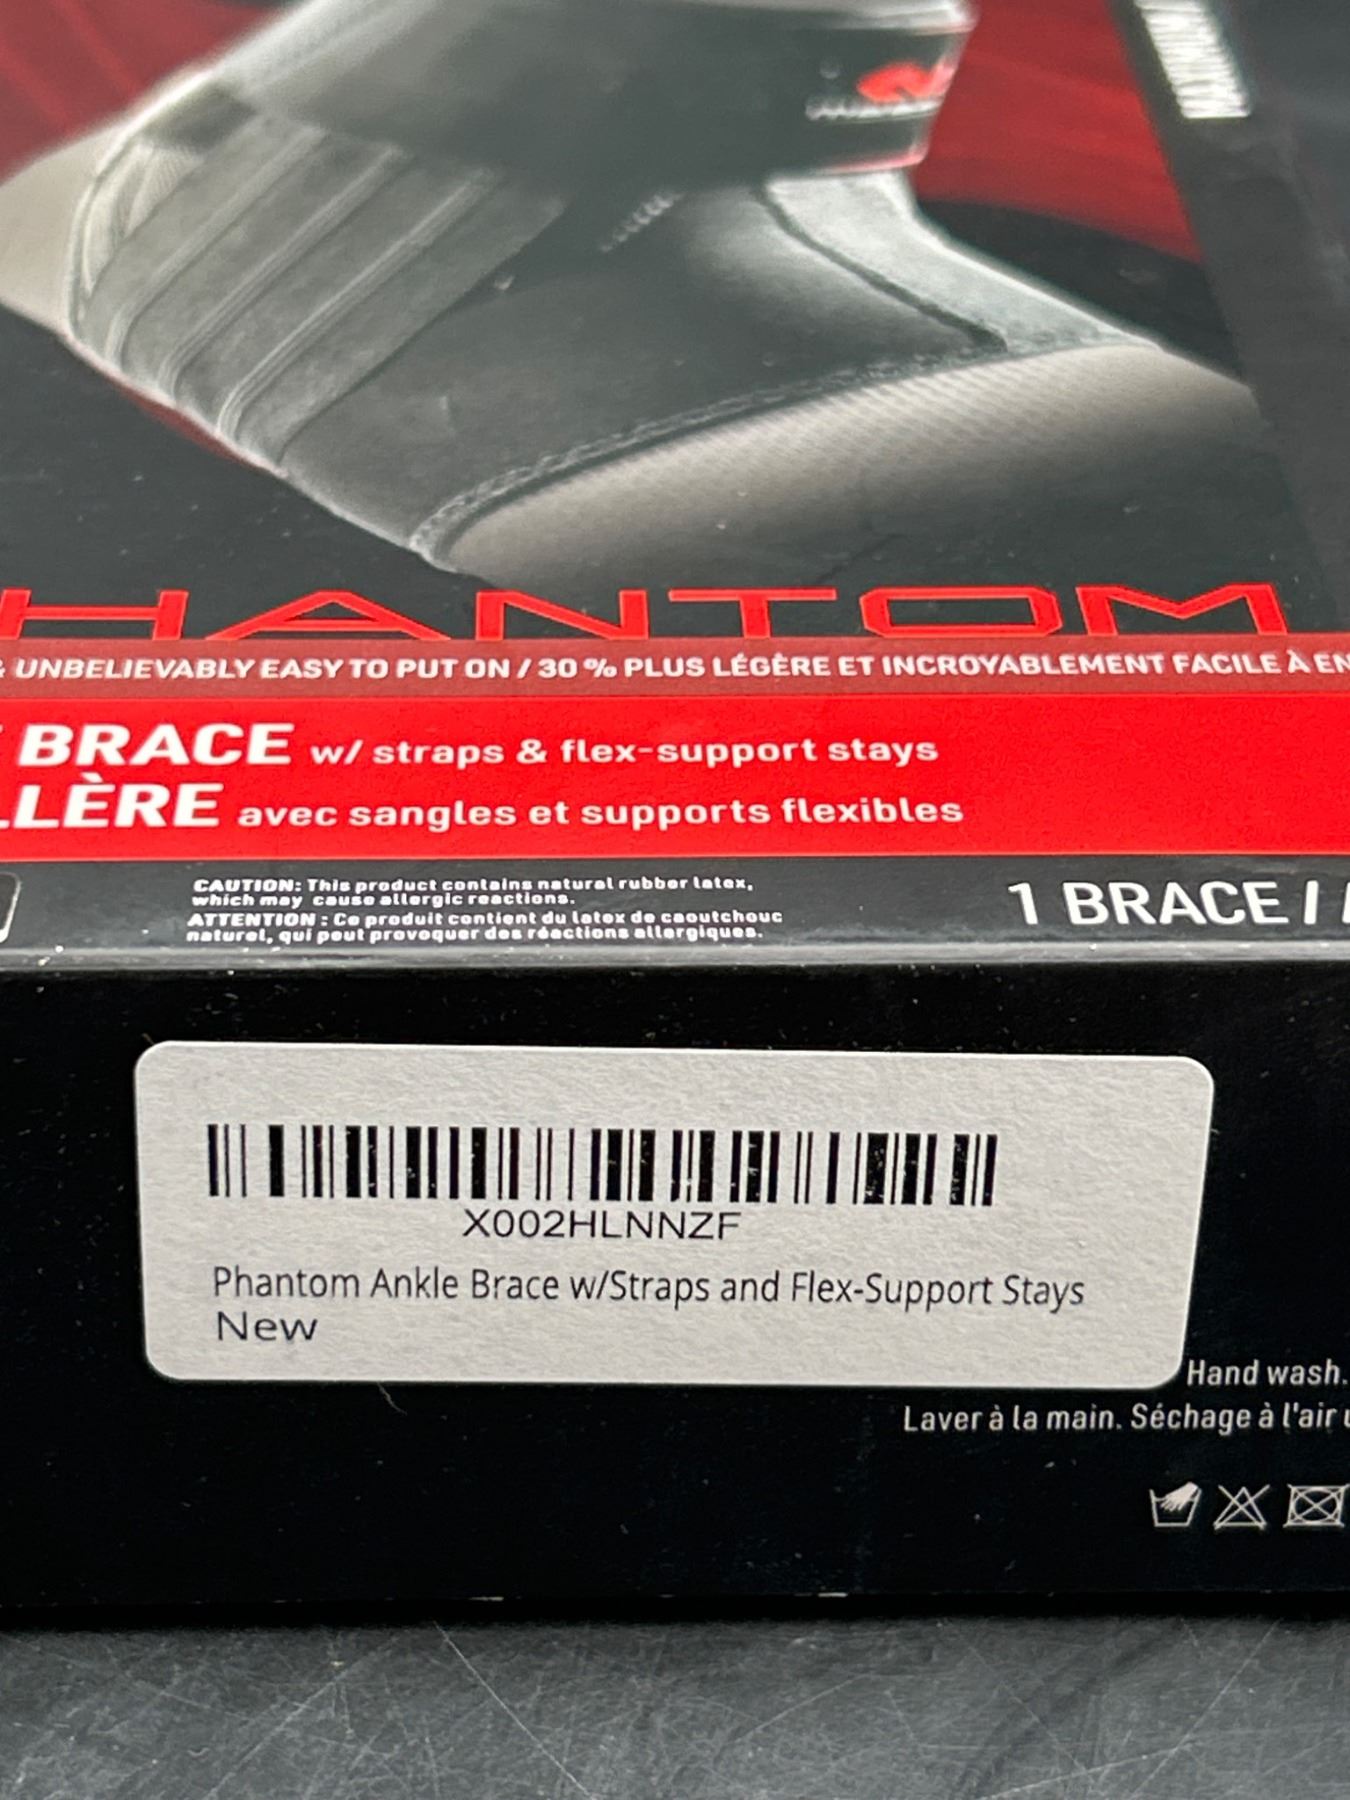 HANTOM
& UNBELIEVABLY EASY TO PUT ON / 30 % PLUS LÉGÈRE ET INCROYABLEMENT FACILE À EN
BRACE w/ straps & flex-support stays
LLÈRE avec sangles et supports flexibles
CAUTION: This product contains natural rubber latex,
which may cause allergic reactions.
ATTENTION : Ce produit contient du latex de caoutchouc
naturel, qui peut provoquer des réactions allergiques.
1 BRACE /
X002HLNNZF
Phantom Ankle Brace w/Straps and Flex-Support Stays
New
Hand wash.
Laver à la main. Séchage à l'air